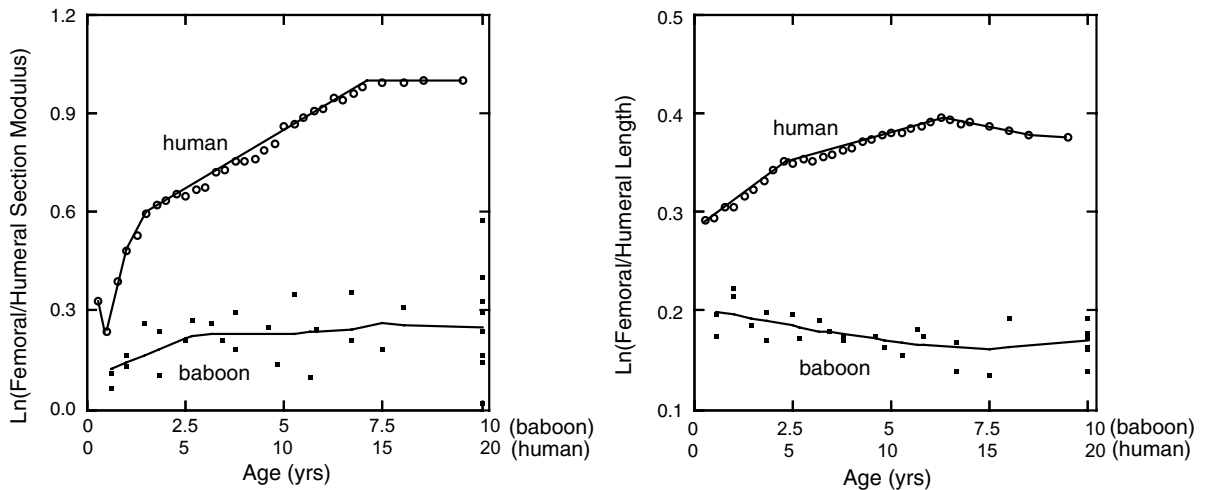 Ln(Femoral/Humeral Section Modulus)
1.2
0.9
0.6
0.3
0.0
human
baboon
0 2.5 5 7.5 10 (baboon)
0 5 10 15 20 (human)
Age (yrs)
Ln(Femoral/Humeral Length)
0.5
0.4
0.3
0.2
0.1
human
baboon
0 2.5 5 7.5 10 (baboon)
0 5 10 15 20 (human)
Age (yrs)